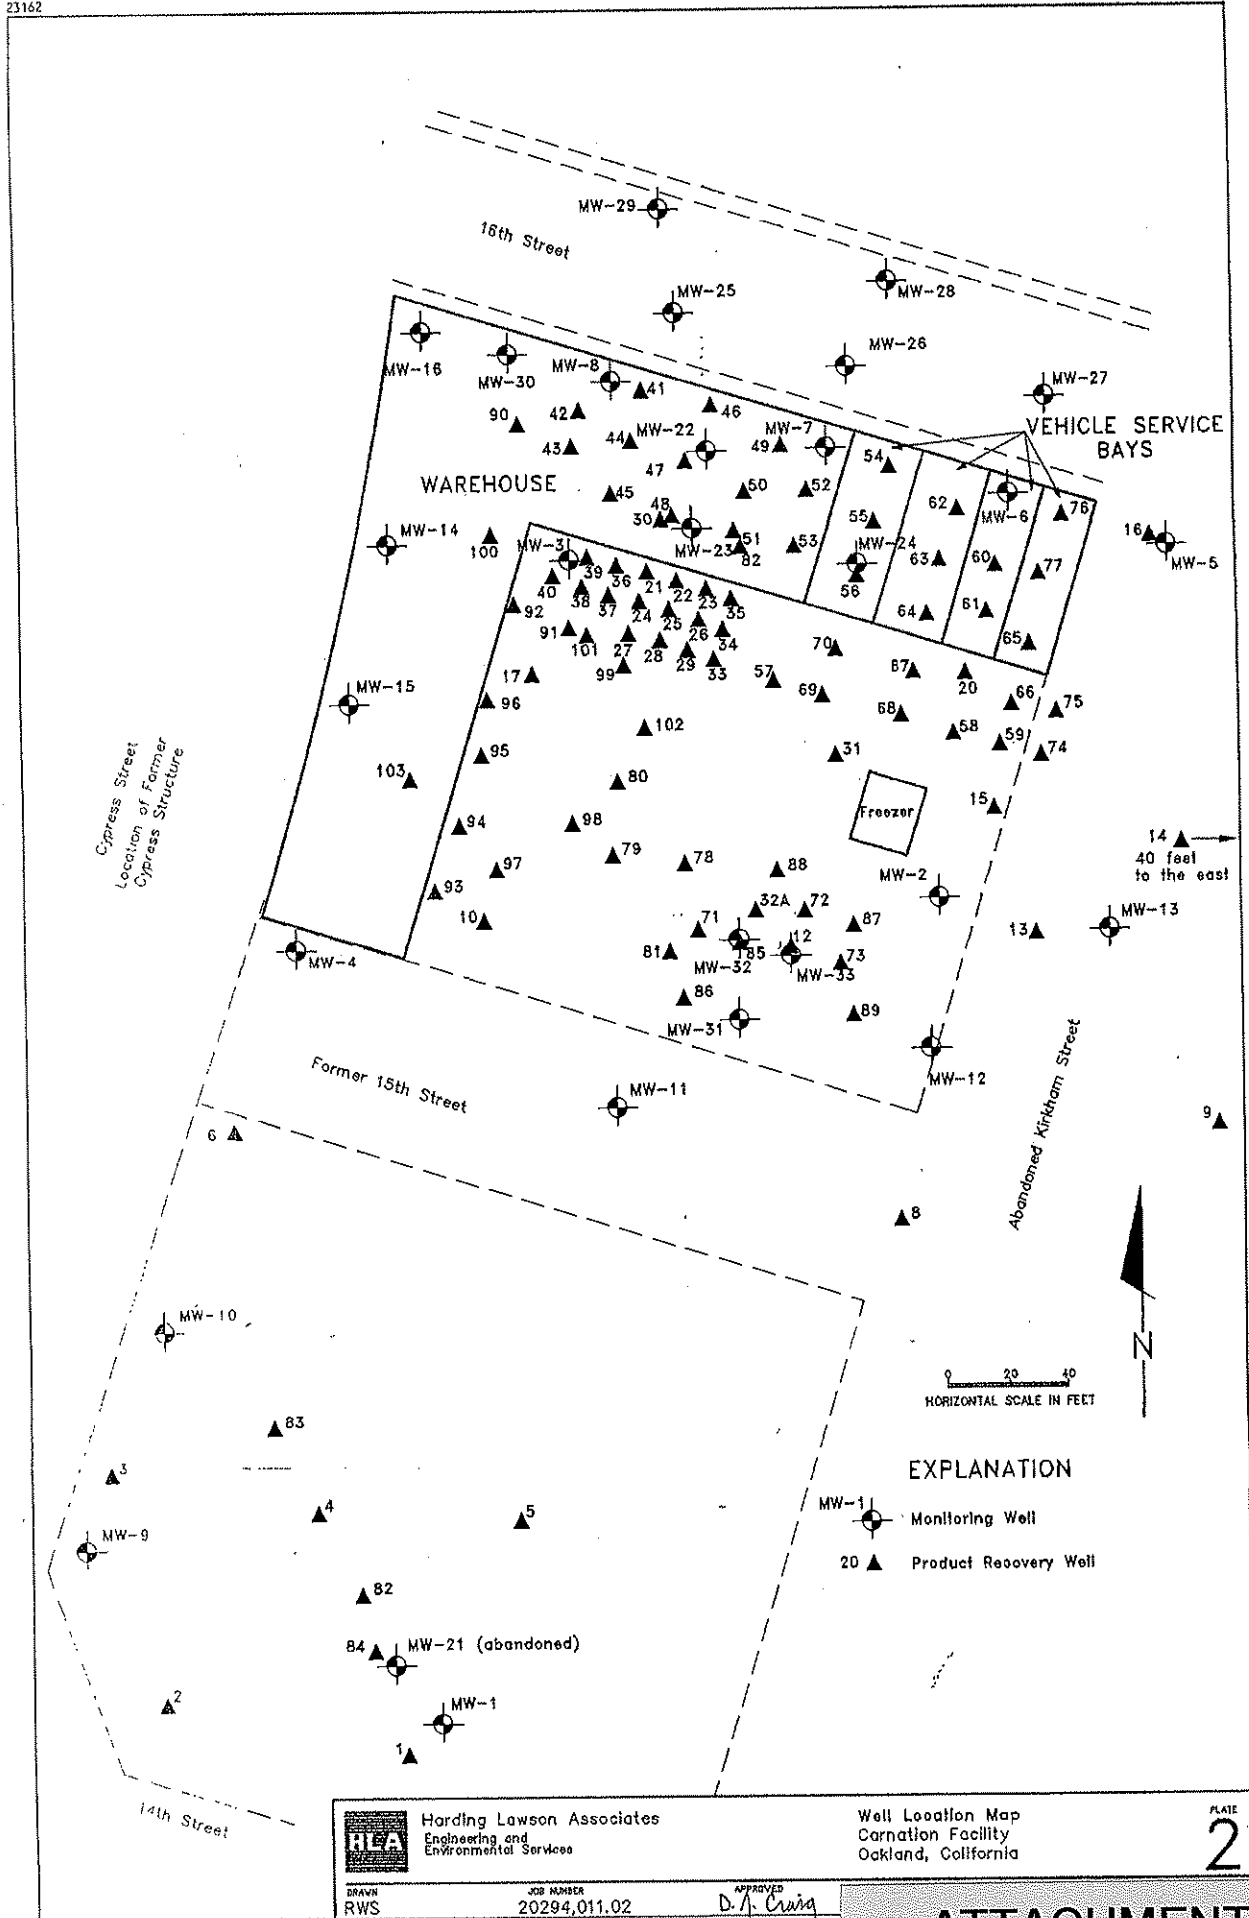 23162
MW-29
16th Street
MW-28
MW-25
MW-26
MW-16
MW-30
MW-8
MW-27
41
46
42
90
MW-22
44
43
MW-7
49
VEHICLE SERVICE
BAYS
54
47
WAREHOUSE
45
50
52
62
MW-6
76
48
30
55
16
MW-14
100
MW-3
MW-23
51
82
53
MW-24
63
60
77
MW-5
39
36
21
22
23
35
56
40
38
37
24
25
26
34
64
61
92
91
101
27
28
29
33
65
99
70
17
57
69
67
20
66
75
MW-15
96
68
58
59
74
102
95
31
103
80
Freezer
15
Cypress Street
Location of Former
Cypress Structure
94
98
79
78
88
14
40 feet
to the east
97
MW-2
93
32A
72
10
71
87
13
MW-13
12
81
MW-32
85
73
MW-33
MW-4
86
89
MW-31
MW-12
Former 15th Street
MW-11
Abandoned Kirkham Street
9
6
8
MW-10
N
0 20 40
HORIZONTAL SCALE IN FEET
83
3
EXPLANATION
4
5
MW-1
Monitoring Well
MW-9
20
Product Recovery Well
82
84
MW-21 (abandoned)
2
MW-1
1
14th Street
HLA
Harding Lawson Associates
Engineering and
Environmental Services
Well Location Map
Carnation Facility
Oakland, California
PLATE
2
DRAWN
RWS
JOB NUMBER
20294,011.02
APPROVED
D. A. Craig
ATTACHMENT